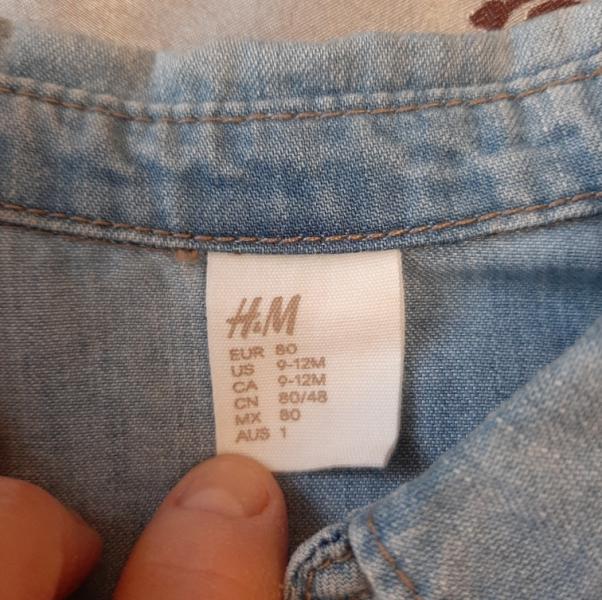 H&M
EUR 80
US 9-12M
CA 9-12M
CN 80/48
MX 80
AUS 1